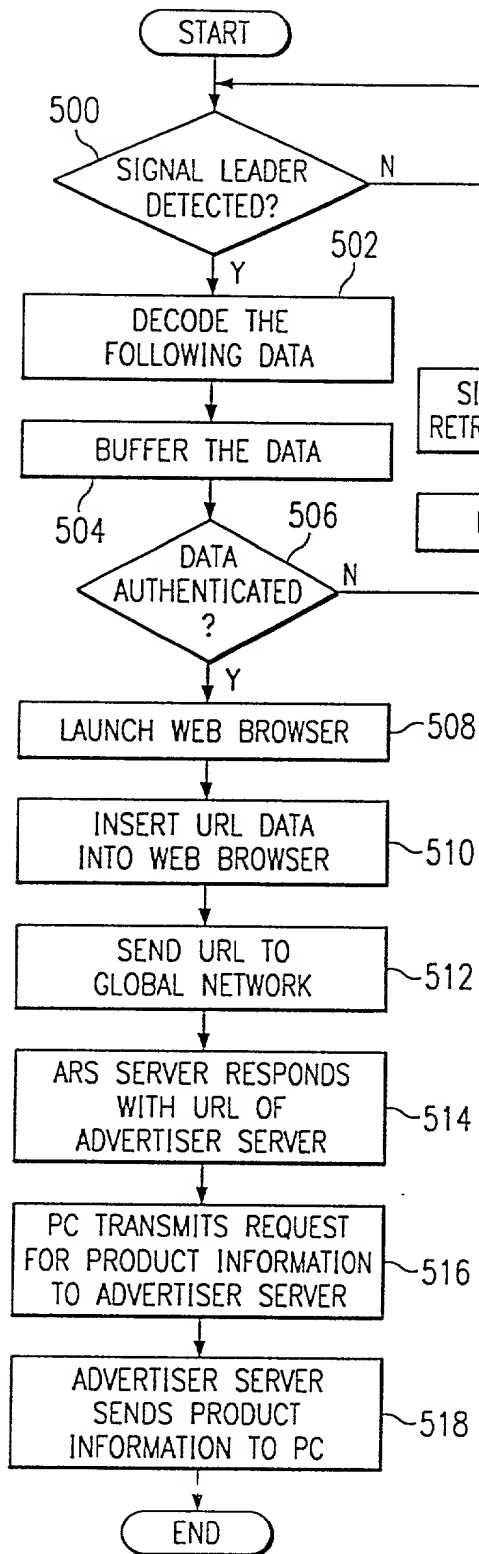 START
500
SIGNAL LEADER
DETECTED?
N
Y
502
DECODE THE
FOLLOWING DATA
BUFFER THE DATA
504
506
DATA
AUTHENTICATED
?
N
Y
LAUNCH WEB BROWSER
508
INSERT URL DATA
INTO WEB BROWSER
510
SEND URL TO
GLOBAL NETWORK
512
ARS SERVER RESPONDS
WITH URL OF
ADVERTISER SERVER
514
PC TRANSMITS REQUEST
FOR PRODUCT INFORMATION
TO ADVERTISER SERVER
516
ADVERTISER SERVER
SENDS PRODUCT
INFORMATION TO PC
518
END